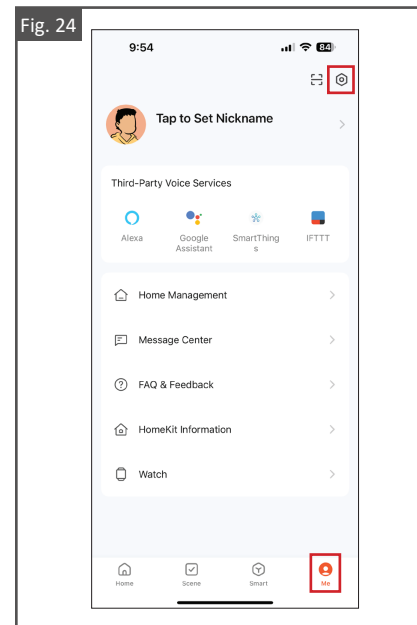 Fig. 24
9:54
84
Tap to Set Nickname
Third-Party Voice Services
Alexa
Google
Assistant
SmartThing
s
IFTTT
Home Management
Message Center
FAQ & Feedback
HomeKit Information
Watch
Home
Scene
Smart
Me